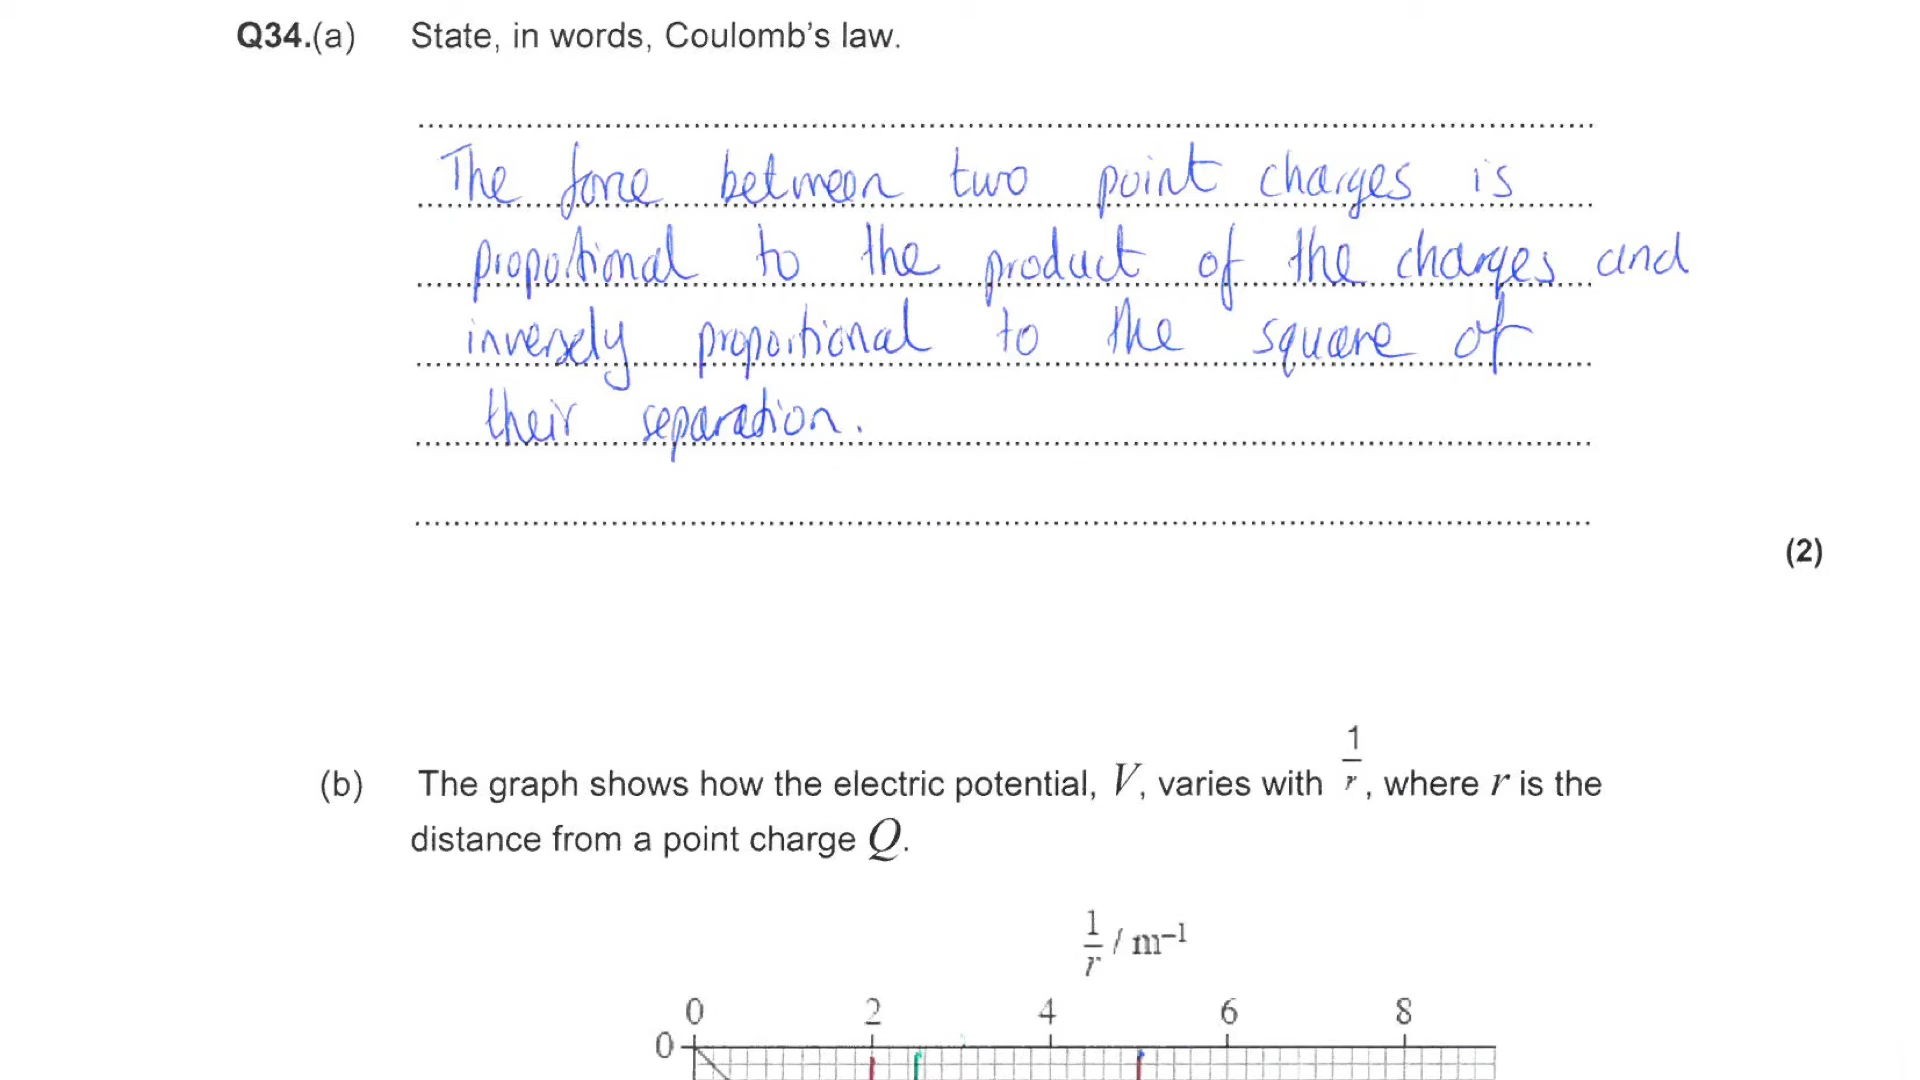 Q34.(a) State, in words, Coulomb's law.
The force between two point charges is
proportional to the product of the charges and
inversely proportional to the square of
their separation.
(2)
(b) The graph shows how the electric potential, V, varies with 1/r, where r is the
distance from a point charge Q.
1/r / m⁻¹
0 2 4 6 8
0